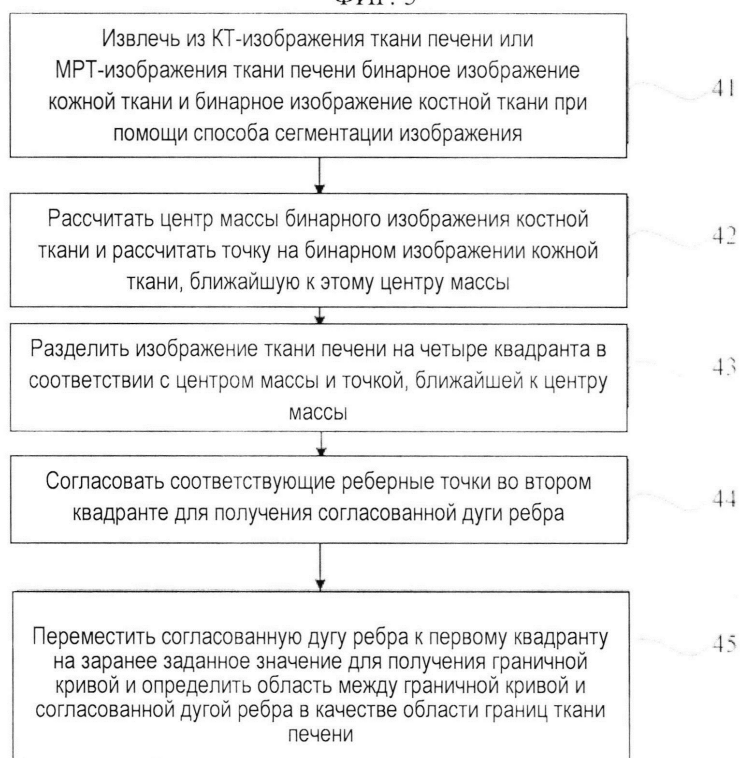 ФИГ. 3
Извлечь из КТ-изображения ткани печени или
МРТ-изображения ткани печени бинарное изображение
кожной ткани и бинарное изображение костной ткани при
помощи способа сегментации изображения
41
Рассчитать центр массы бинарного изображения костной
ткани и рассчитать точку на бинарном изображении кожной
ткани, ближайшую к этому центру массы
42
Разделить изображение ткани печени на четыре квадранта в
соответствии с центром массы и точкой, ближайшей к центру
массы
43
Согласовать соответствующие реберные точки во втором
квадранте для получения согласованной дуги ребра
44
Переместить согласованную дугу ребра к первому квадранту
на заранее заданное значение для получения граничной
кривой и определить область между граничной кривой и
согласованной дугой ребра в качестве области границ ткани
печени
45